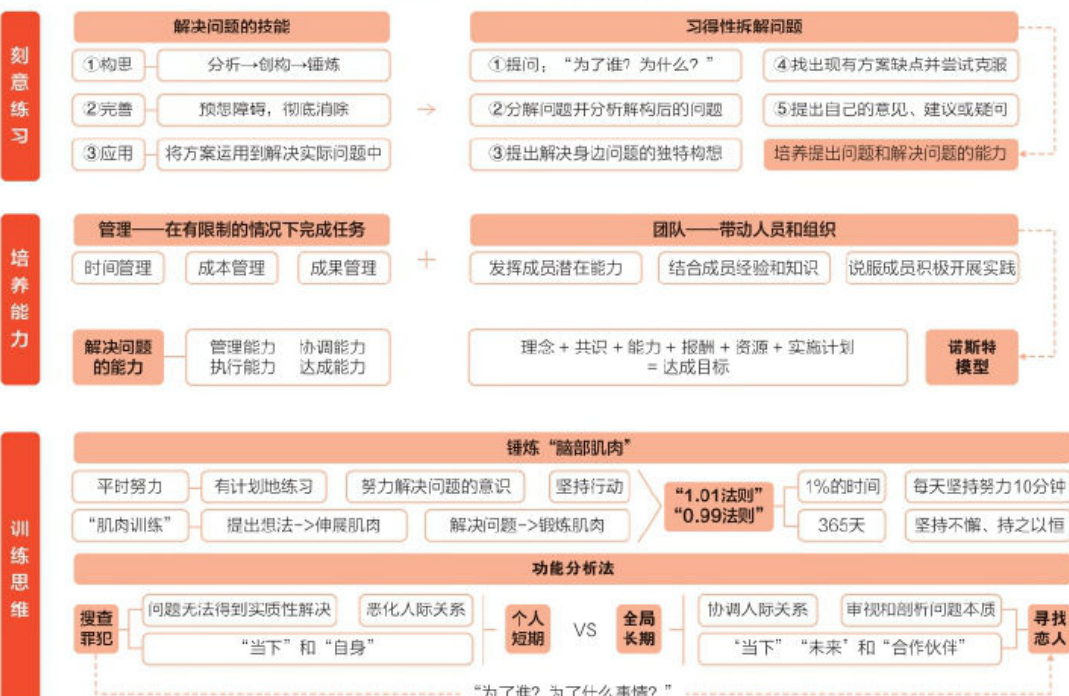 刻意练习
解决问题的技能
①构思
分析→创构→锤炼
②完善
预想障碍，彻底消除
③应用
将方案运用到解决实际问题中
→
习得性拆解问题
①提问：“为了谁？为什么？”
②分解问题并分析解构后的问题
③提出解决身边问题的独特构想
④找出现有方案缺点并尝试克服
⑤提出自己的意见、建议或疑问
培养提出问题和解决问题的能力
培养能力
管理——在有限制的情况下完成任务
时间管理
成本管理
成果管理
+
团队——带动人员和组织
发挥成员潜在能力
结合成员经验和知识
说服成员积极开展实践
解决问题
的能力
管理能力 协调能力
执行能力 达成能力
理念 + 共识 + 能力 + 报酬 + 资源 + 实施计划
= 达成目标
诺斯特
模型
训练思维
锤炼“脑部肌肉”
平时努力
有计划地练习
努力解决问题的意识
坚持行动
“肌肉训练”
提出想法->伸展肌肉
解决问题->锻炼肌肉
“1.01法则”
“0.99法则”
1%的时间
每天坚持努力10分钟
365天
坚持不懈、持之以恒
功能分析法
搜查
罪犯
问题无法得到实质性解决
恶化人际关系
“当下”和“自身”
个人
短期
VS
全局
长期
协调人际关系
审视和剖析问题本质
“当下” “未来’和“合作伙伴”
寻找
恋人
“为了谁？为了什么事情？”